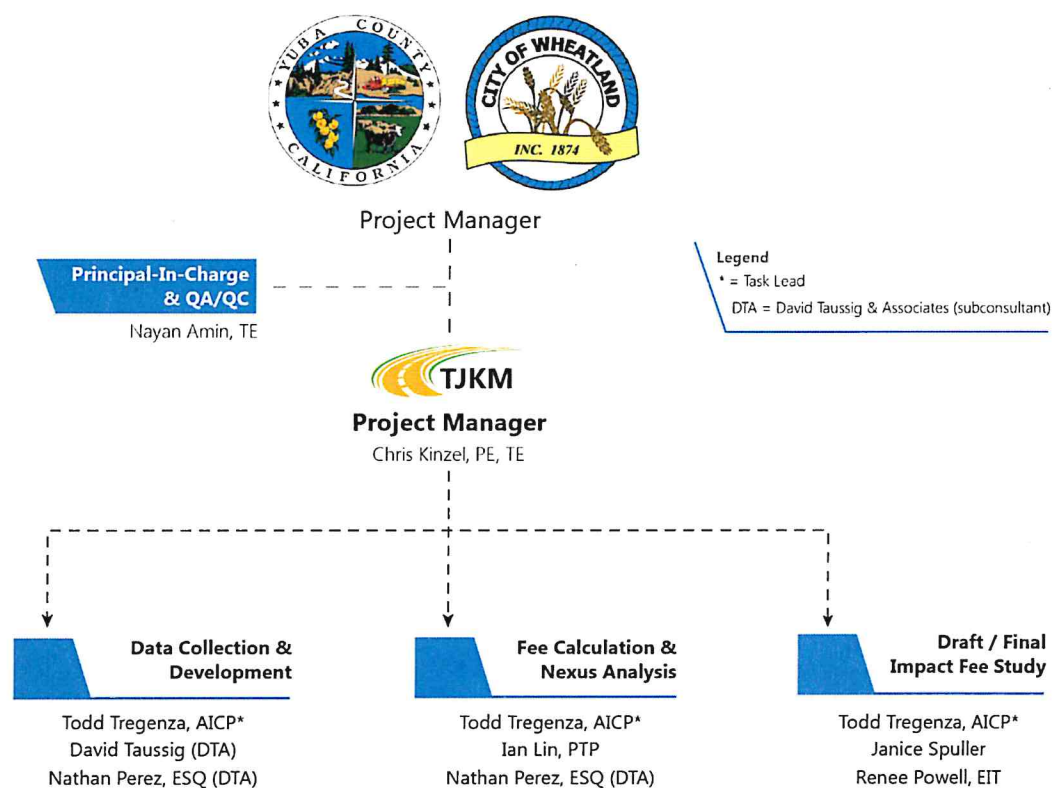 YUBA COUNTY
CALIFORNIA
CITY OF WHEATLAND
INC. 1874
Project Manager
Principal-In-Charge
& QA/QC
Nayan Amin, TE
Legend
* = Task Lead
DTA = David Taussig & Associates (subconsultant)
TJKM
Project Manager
Chris Kinzel, PE, TE
Data Collection &
Development
Todd Tregenza, AICP*
David Taussig (DTA)
Nathan Perez, ESQ (DTA)
Fee Calculation &
Nexus Analysis
Todd Tregenza, AICP*
Ian Lin, PTP
Nathan Perez, ESQ (DTA)
Draft / Final
Impact Fee Study
Todd Tregenza, AICP*
Janice Spuller
Renee Powell, EIT